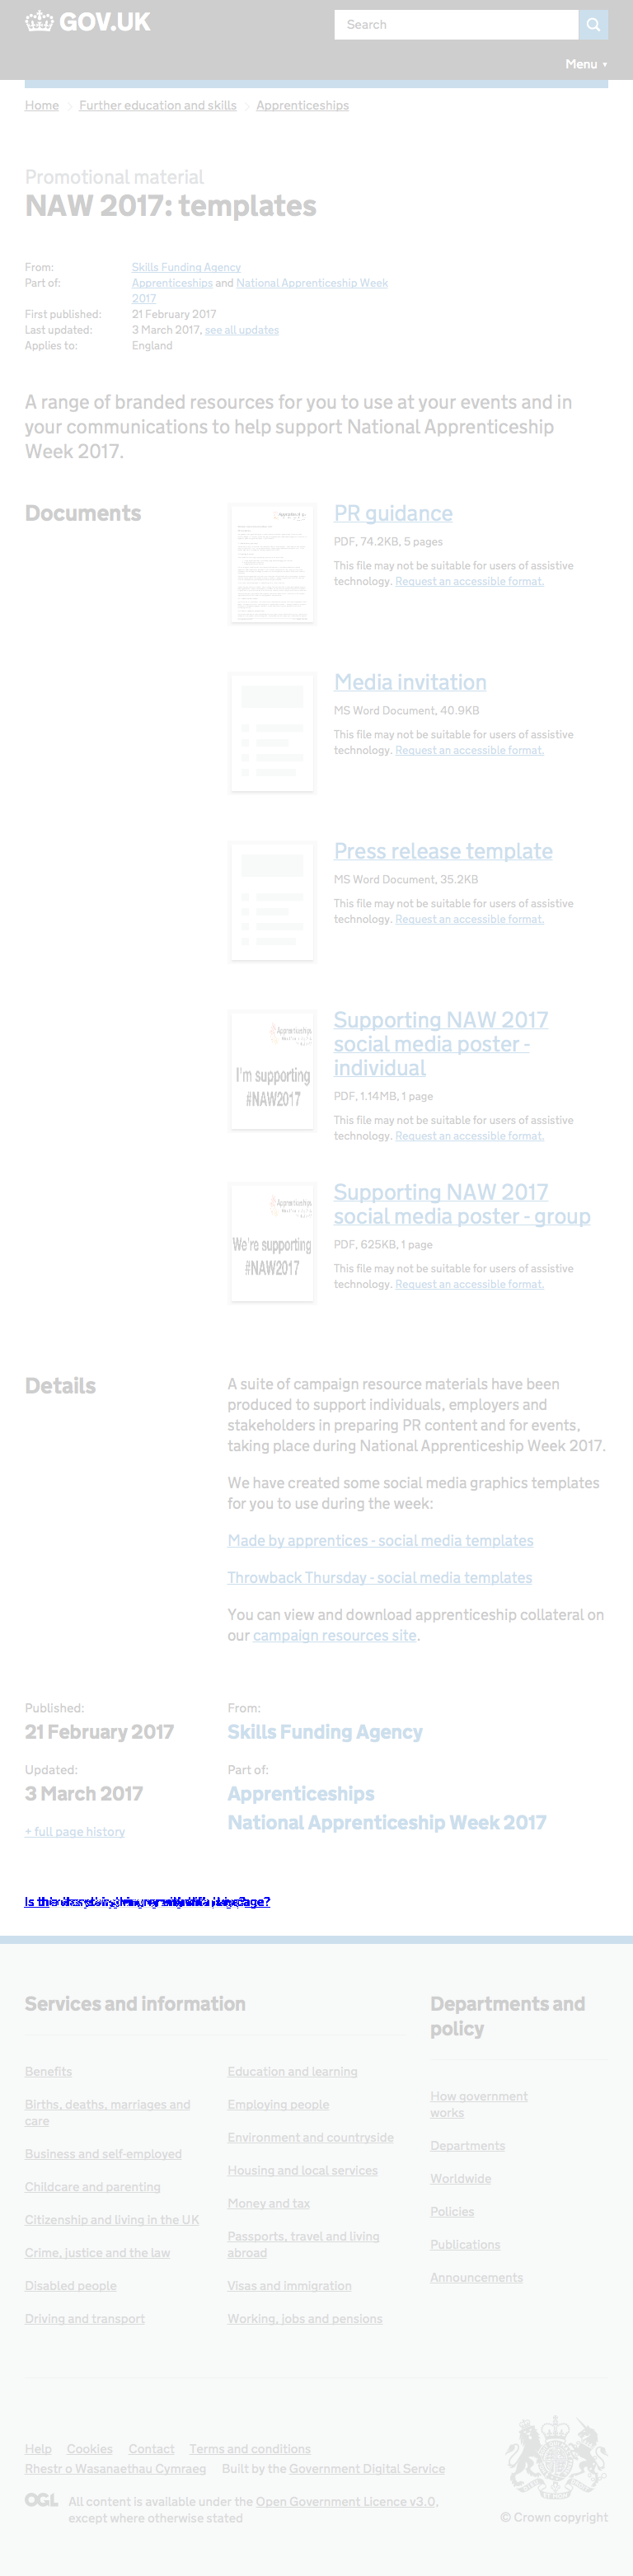 GOV.UK
Search
Menu
Home
Further education and skills
Apprenticeships
Promotional material
NAW 2017: templates
From: Skills Funding Agency
Part of: Apprenticeships and National Apprenticeship Week
2017
First published: 21 February 2017
Last updated: 3 March 2017, see all updates
Applies to: England
A range of branded resources for you to use at your events and in
your communications to help support National Apprenticeship
Week 2017.
Documents
PR guidance
PDF, 74.2KB, 5 pages
This file may not be suitable for users of assistive
technology. Request an accessible format.
Media invitation
MS Word Document, 40.9KB
This file may not be suitable for users of assistive
technology. Request an accessible format.
Press release template
MS Word Document, 35.2KB
This file may not be suitable for users of assistive
technology. Request an accessible format.
Apprenticeships
I'm supporting
#NAW2017
Supporting NAW 2017
social media poster -
individual
PDF, 1.14MB, 1 page
This file may not be suitable for users of assistive
technology. Request an accessible format.
Apprenticeships
We're supporting
#NAW2017
Supporting NAW 2017
social media poster - group
PDF, 625KB, 1 page
This file may not be suitable for users of assistive
technology. Request an accessible format.
Details
A suite of campaign resource materials have been
produced to support individuals, employers and
stakeholders in preparing PR content and for events,
taking place during National Apprenticeship Week 2017.
We have created some social media graphics templates
for you to use during the week:
Made by apprentices - social media templates
Throwback Thursday - social media templates
You can view and download apprenticeship collateral on
our campaign resources site.
Published:
21 February 2017
Updated:
3 March 2017
+ full page history
From:
Skills Funding Agency
Part of:
Apprenticeships
National Apprenticeship Week 2017
Services and information
Benefits
Births, deaths, marriages and
care
Business and self-employed
Childcare and parenting
Citizenship and living in the UK
Crime, justice and the law
Disabled people
Driving and transport
Education and learning
Employing people
Environment and countryside
Housing and local services
Money and tax
Passports, travel and living
abroad
Visas and immigration
Working, jobs and pensions
Departments and
policy
How government
works
Departments
Worldwide
Policies
Publications
Announcements
Help Cookies Contact Terms and conditions
Rhestr o Wasanaethau Cymraeg Built by the Government Digital Service
OGL All content is available under the Open Government Licence v3.0,
except where otherwise stated
© Crown copyright